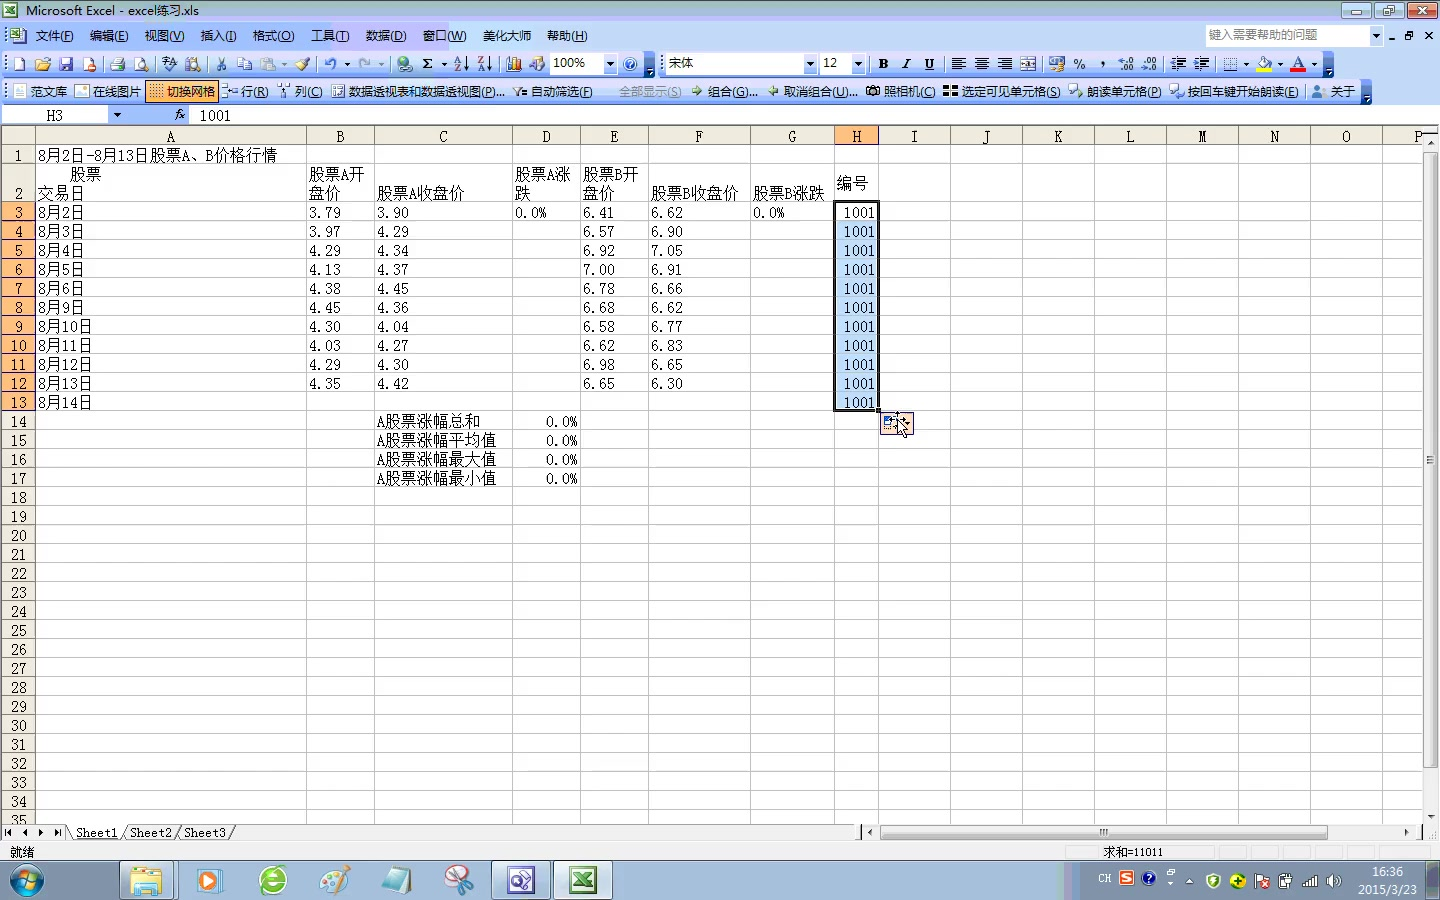 Microsoft Excel - excel练习.xls
文件(F) 编辑(E) 视图(V) 插入(I) 格式(O) 工具(T) 数据(D) 窗口(W) 美化大师 帮助(H) 键入需要帮助的问题
100% 宋体 12 B I U
范文库 在线图片 切换网格 行(R) 列(C) 数据透视表和数据透视图(P)... 自动筛选(F) 全部显示(S) 组合(G)... 取消组合(U)... 照相机(C) 选定可见单元格(S) 朗读单元格(P) 按回车键开始朗读(E) 关于
H3 fx 1001
A B C D E F G H I J K L M N O P
1 8月2日-8月13日股票A、B价格行情
股票 股票A开 股票A涨 股票B开 编号
2 交易日 盘价 股票A收盘价 跌 盘价 股票B收盘价 股票B涨跌
3 8月2日 3.79 3.90 0.0% 6.41 6.62 0.0% 1001
4 8月3日 3.97 4.29 6.57 6.90 1001
5 8月4日 4.29 4.34 6.92 7.05 1001
6 8月5日 4.13 4.37 7.00 6.91 1001
7 8月6日 4.38 4.45 6.78 6.66 1001
8 8月9日 4.45 4.36 6.68 6.62 1001
9 8月10日 4.30 4.04 6.58 6.77 1001
10 8月11日 4.03 4.27 6.62 6.83 1001
11 8月12日 4.29 4.30 6.98 6.65 1001
12 8月13日 4.35 4.42 6.65 6.30 1001
13 8月14日 1001
14 A股票涨幅总和 0.0%
15 A股票涨幅平均值 0.0%
16 A股票涨幅最大值 0.0%
17 A股票涨幅最小值 0.0%
18
19
20
21
22
23
24
25
26
27
28
29
30
31
32
33
34
35
Sheet1 Sheet2 Sheet3
就绪 求和=11011
CH 16:36
2015/3/23